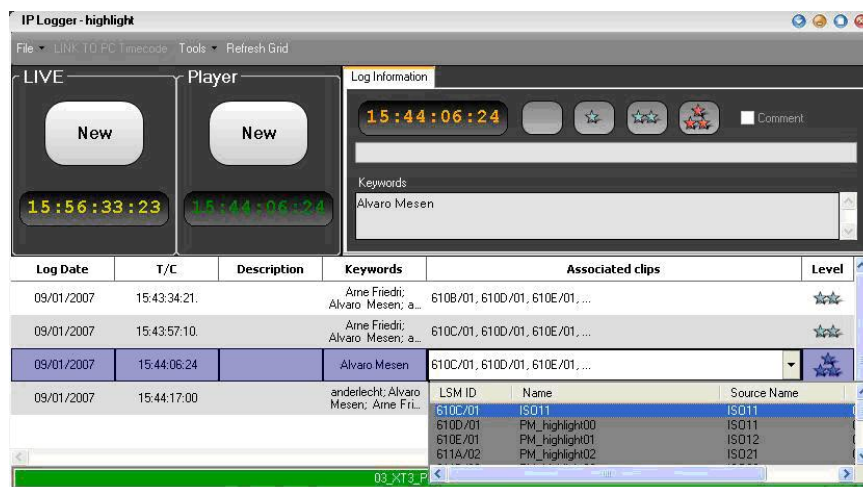 IP Logger - highlight
File LINK TO PC Timecode Tools Refresh Grid
LIVE Player Log Information
New New
15:44:06:24 Comment
Keywords
Alvaro Mesen
15:56:33:23 15:44:06:24
Log Date T/C Description Keywords Associated clips Level
09/01/2007 15:43:34:21. Arne Friedri; Alvaro Mesen; a... 610B/01, 610D/01, 610E/01, ...
09/01/2007 15:43:57:10. Arne Friedri; Alvaro Mesen; a... 610C/01, 610D/01, 610E/01, ...
09/01/2007 15:44:06:24 Alvaro Mesen 610C/01, 610D/01, 610E/01, ...
09/01/2007 15:44:17:00 anderlecht; Alvaro Mesen; Arne Fri...
LSM ID Name Source Name
610C/01 ISO11 ISO11
610D/01 PM_highlight00 ISO11
610E/01 PM_highlight01 ISO12
611A/02 PM_highlight02 ISO21
03_XT3_P